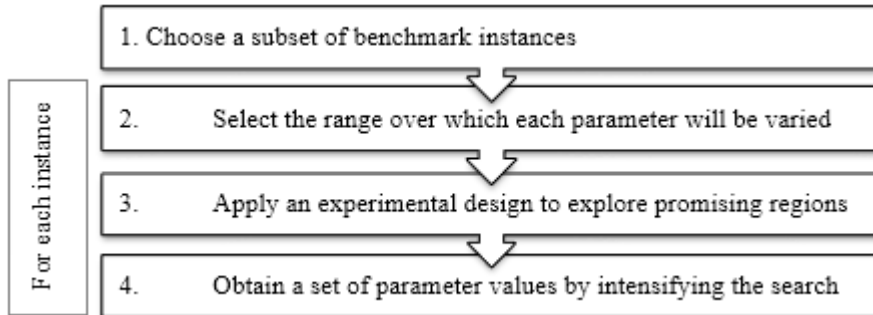 1. Choose a subset of benchmark instances
For each instance
2. Select the range over which each parameter will be varied
3. Apply an experimental design to explore promising regions
4. Obtain a set of parameter values by intensifying the search